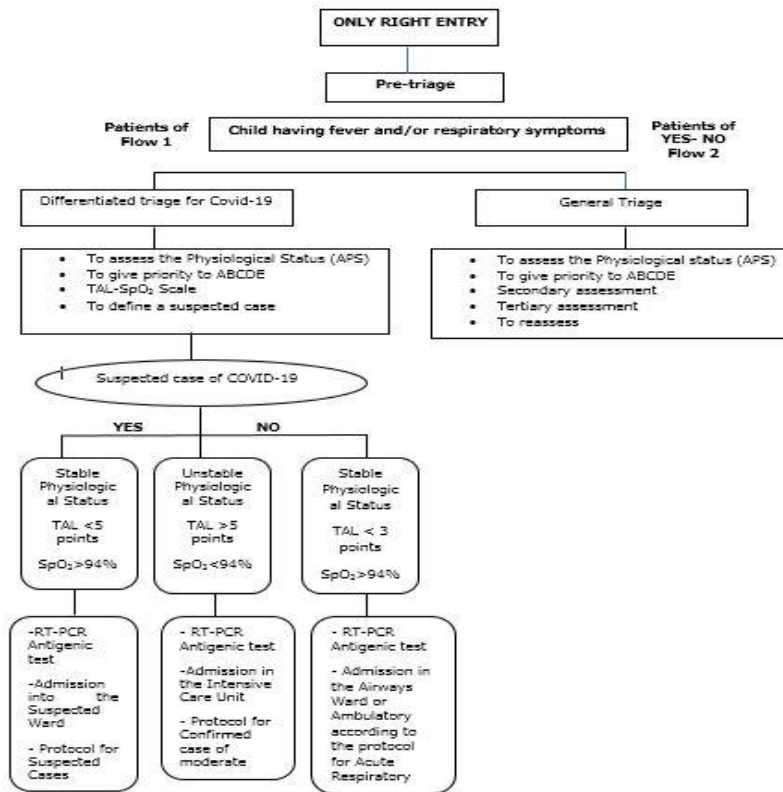 ONLY RIGHT ENTRY
Pre-triage
Patients of
Flow 1
Child having fever and/or respiratory symptoms
Patients of
YES- NO
Flow 2
Differentiated triage for Covid-19
General Triage
• To assess the Physiological Status (APS)
• To give priority to ABCDE
• TAL-SpO₂ Scale
• To define a suspected case
• To assess the Physiological status (APS)
• To give priority to ABCDE
• Secondary assessment
• Tertiary assessment
• To reassess
Suspected case of COVID-19
YES
NO
Stable
Physiologic
al Status
TAL <5
points
SpO₂>94%
Unstable
Physiologic
al Status
TAL >5
points
SpO₂<94%
Stable
Physiologic
al Status
TAL < 3
points
SpO₂>94%
-RT-PCR
Antigenic
test
-Admission
into the
Suspected
Ward
- Protocol for
Suspected
Cases
- RT-PCR
Antigenic test
-Admission in
the Intensive
Care Unit
- Protocol for
Confirmed
case of
moderate
- RT-PCR
Antigenic test
- Admission in
the Airways
Ward or
Ambulatory
according to
the protocol
for Acute
Respiratory